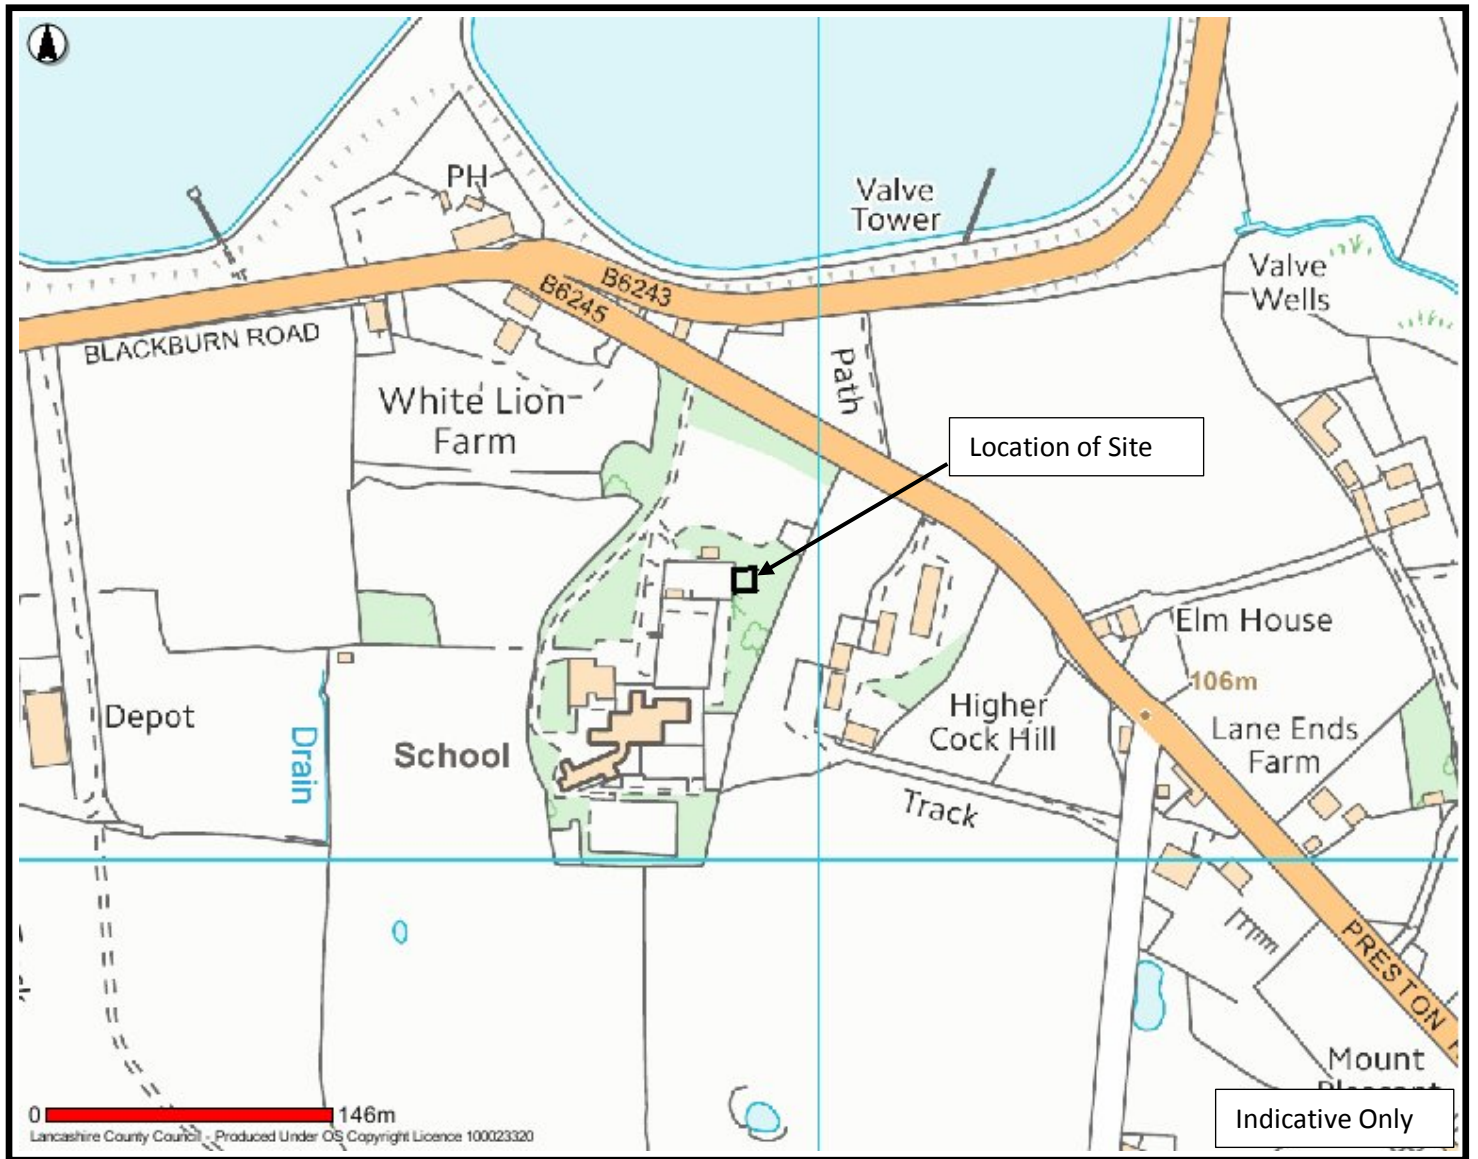 PH
Valve
Tower
B6243
B6245
Valve
Wells
BLACKBURN ROAD
Path
White Lion
Farm
Location of Site
Elm House
106m
Higher
Cock Hill
Lane Ends
Farm
Depot
Drain
School
Track
PRESTON
Mount
0 146m
Lancashire County Council - Produced Under OS Copyright Licence 100023320
Indicative Only